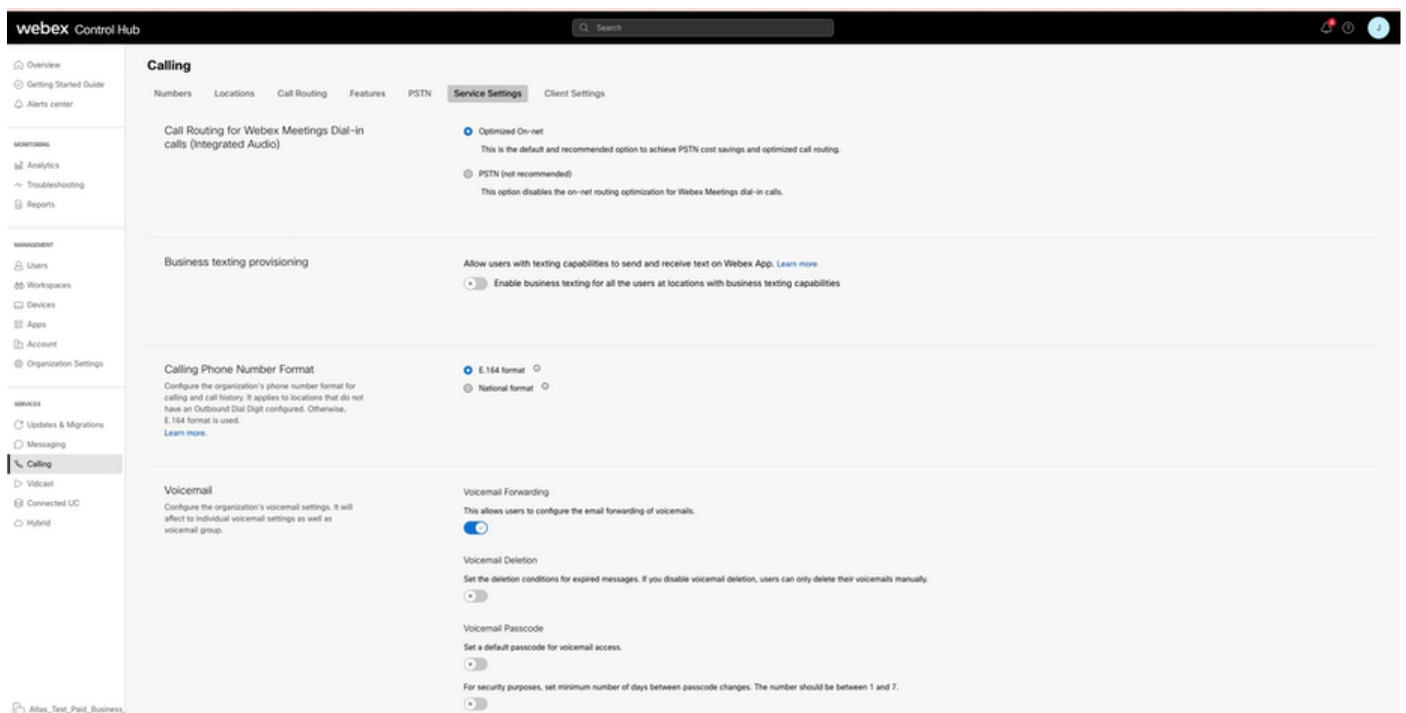 webex Control Hub
Search
4
J
Overview
Getting Started Guide
Alerts center
MONITORING
Analytics
Troubleshooting
Reports
MANAGEMENT
Users
Workspaces
Devices
Apps
Account
Organization Settings
SERVICES
Updates & Migrations
Messaging
Calling
Vidcast
Connected UC
Hybrid
Atlas_Test_Paid_Business_
Calling
Numbers Locations Call Routing Features PSTN Service Settings Client Settings
Call Routing for Webex Meetings Dial-in
calls (Integrated Audio)
Optimized On-net
This is the default and recommended option to achieve PSTN cost savings and optimized call routing.
PSTN (not recommended)
This option disables the on-net routing optimization for Webex Meetings dial-in calls.
Business texting provisioning
Allow users with texting capabilities to send and receive text on Webex App. Learn more
Enable business texting for all the users at locations with business texting capabilities
Calling Phone Number Format
Configure the organization's phone number format for
calling and call history. It applies to locations that do not
have an Outbound Dial Digit configured. Otherwise,
E.164 format is used.
Learn more.
E.164 format
National format
Voicemail
Configure the organization's voicemail settings. It will
affect to individual voicemail settings as well as
voicemail group.
Voicemail Forwarding
This allows users to configure the email forwarding of voicemails.
Voicemail Deletion
Set the deletion conditions for expired messages. If you disable voicemail deletion, users can only delete their voicemails manually.
Voicemail Passcode
Set a default passcode for voicemail access.
For security purposes, set minimum number of days between passcode changes. The number should be between 1 and 7.